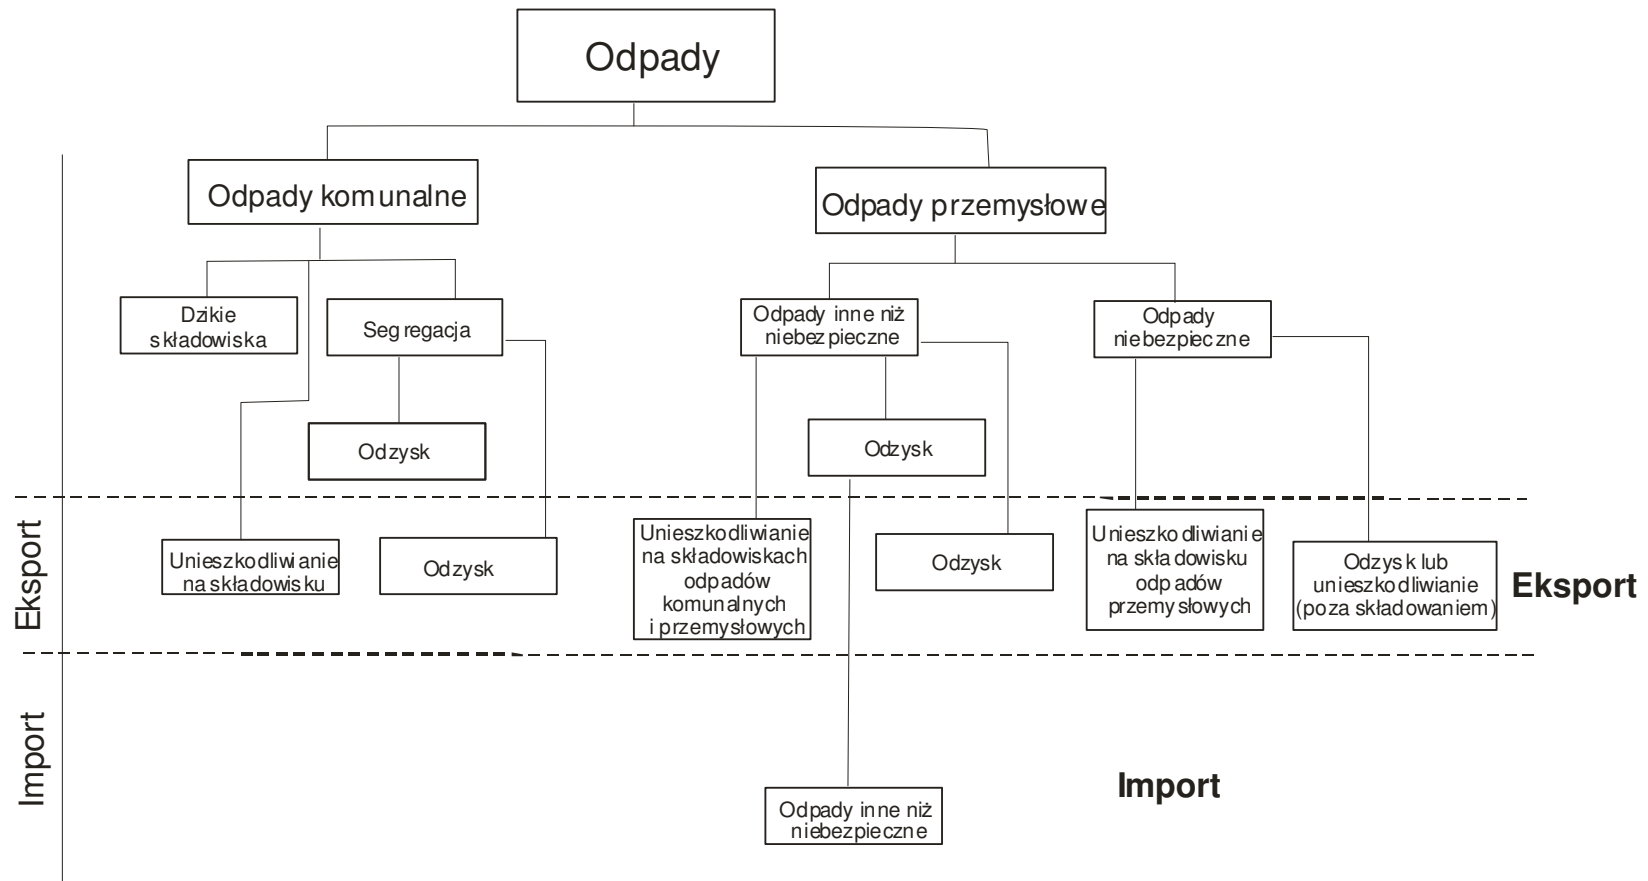 Odpady
Odpady komunalne
Odpady przemysłowe
Dzikie
składowiska
Segregacja
Odpady inne niż
niebezpieczne
Odpady
niebezpieczne
Odzysk
Odzysk
Eksport
Unieszkodliwianie
na składowisku
Odzysk
Unieszkodliwianie
na składowiskach
odpadów
komunalnych
i przemysłowych
Odzysk
Unieszkodliwianie
na składowisku
odpadów
przemysłowych
Odzysk lub
unieszkodliwianie
(poza składowaniem)
Eksport
Import
Import
Odpady inne niż
niebezpieczne